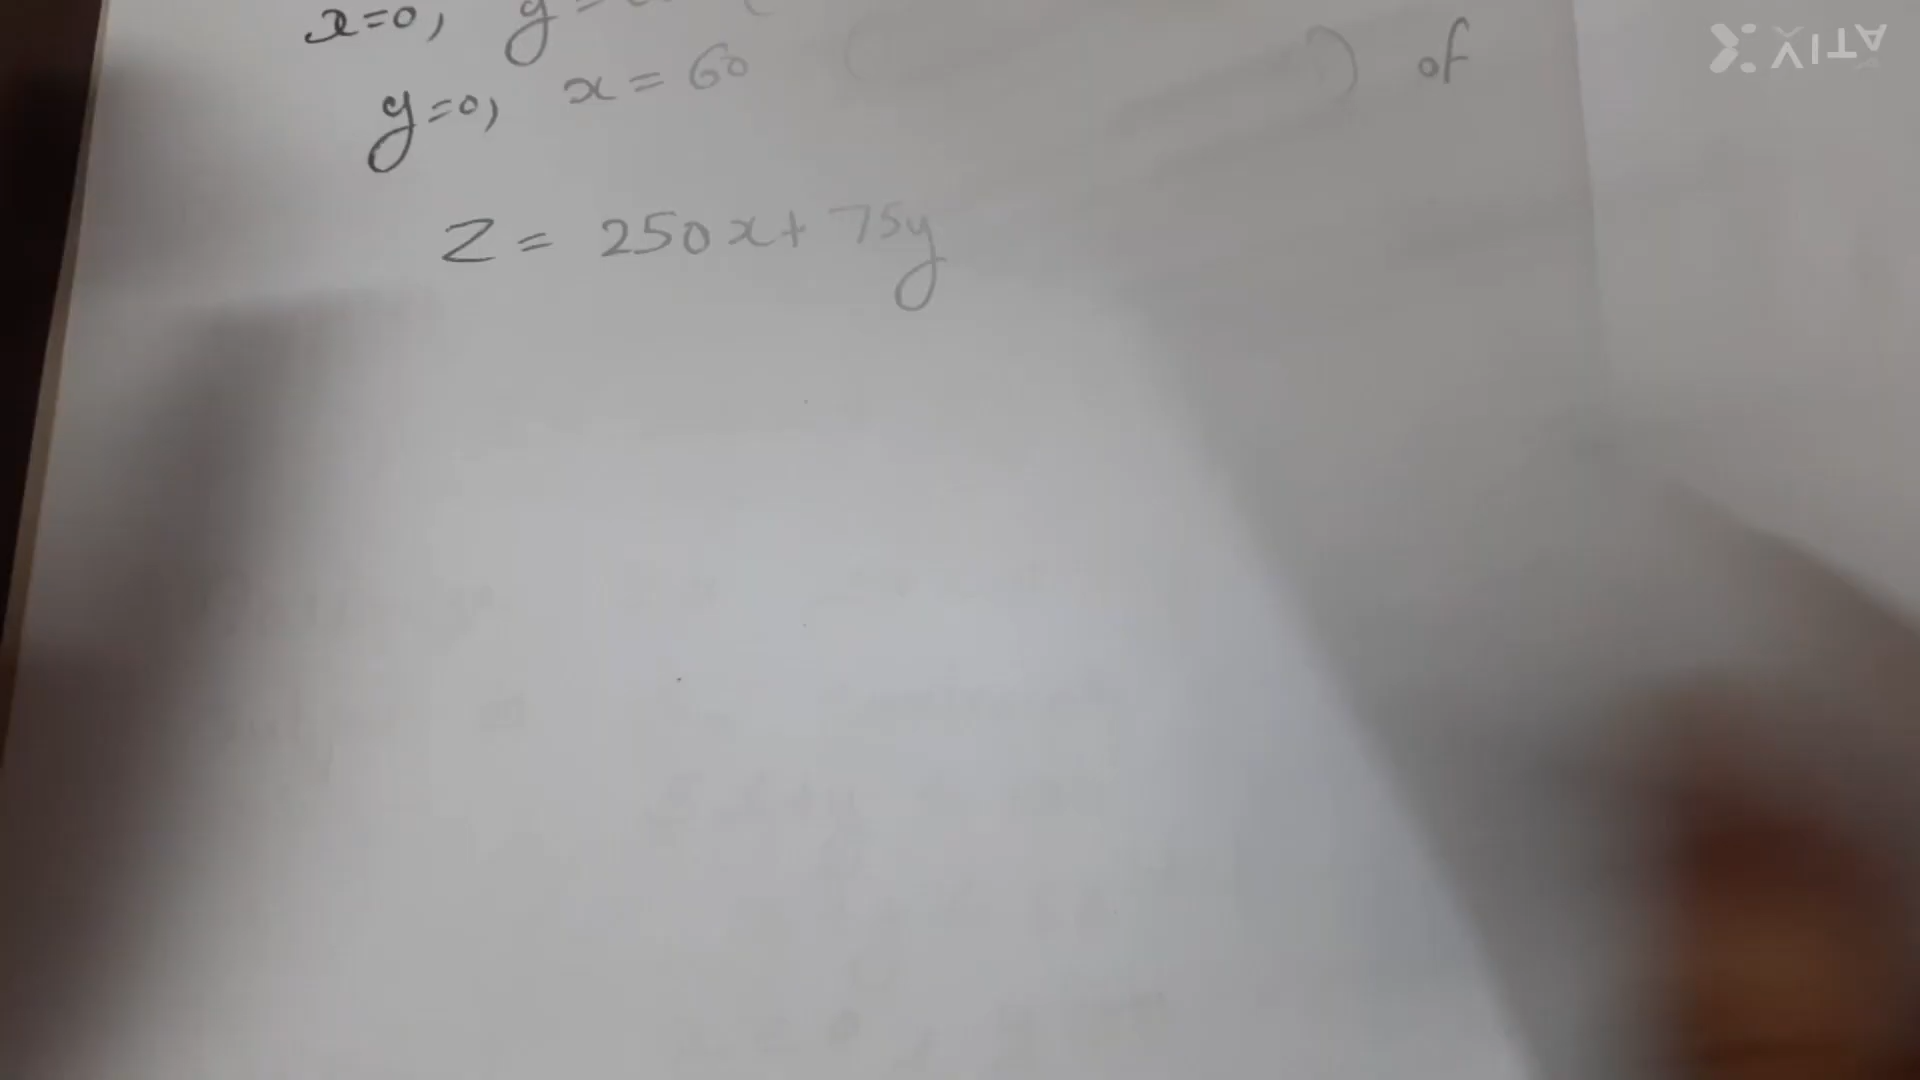 x=0, y=
y=0, x = 60 ( ) of
Z = 250x + 75y